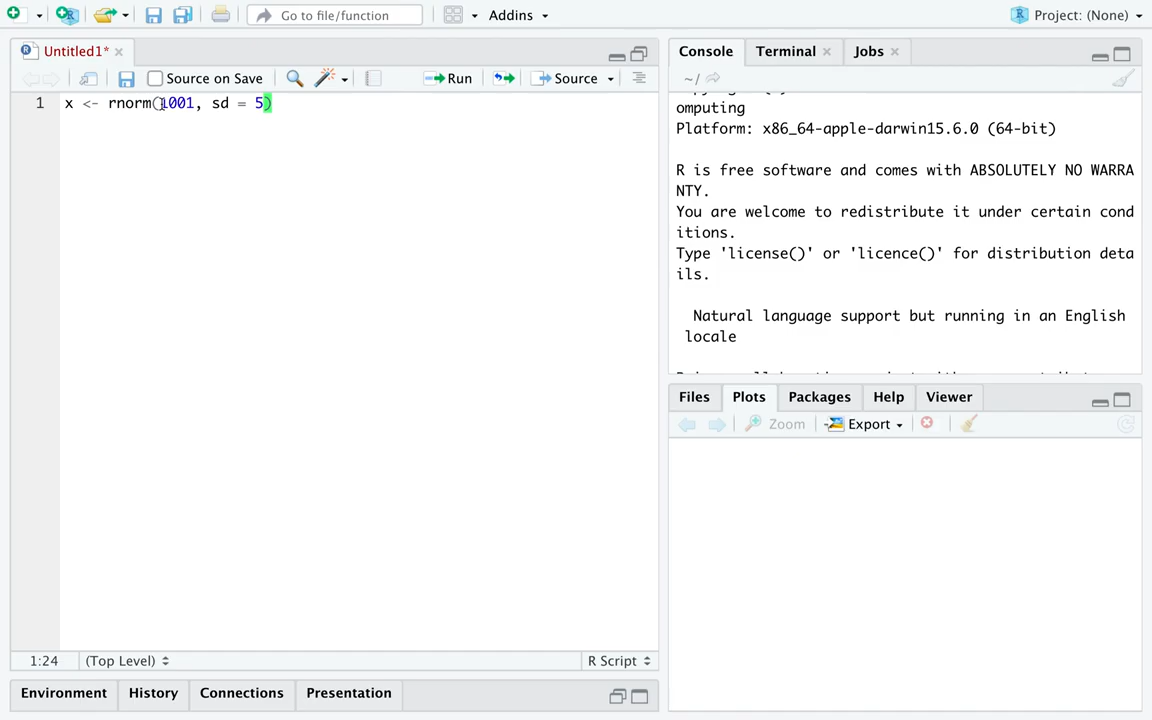 Go to file/function
Addins
Project: (None)
Untitled1*
Source on Save
Run
Source
1 x <- rnorm(1001, sd = 5)
1:24
(Top Level)
R Script
Environment
History
Connections
Presentation
Console
Terminal
Jobs
~/
omputing
Platform: x86_64-apple-darwin15.6.0 (64-bit)
R is free software and comes with ABSOLUTELY NO WARRA
NTY.
You are welcome to redistribute it under certain cond
itions.
Type 'license()' or 'licence()' for distribution deta
ils.
Natural language support but running in an English
locale
Files
Plots
Packages
Help
Viewer
Zoom
Export